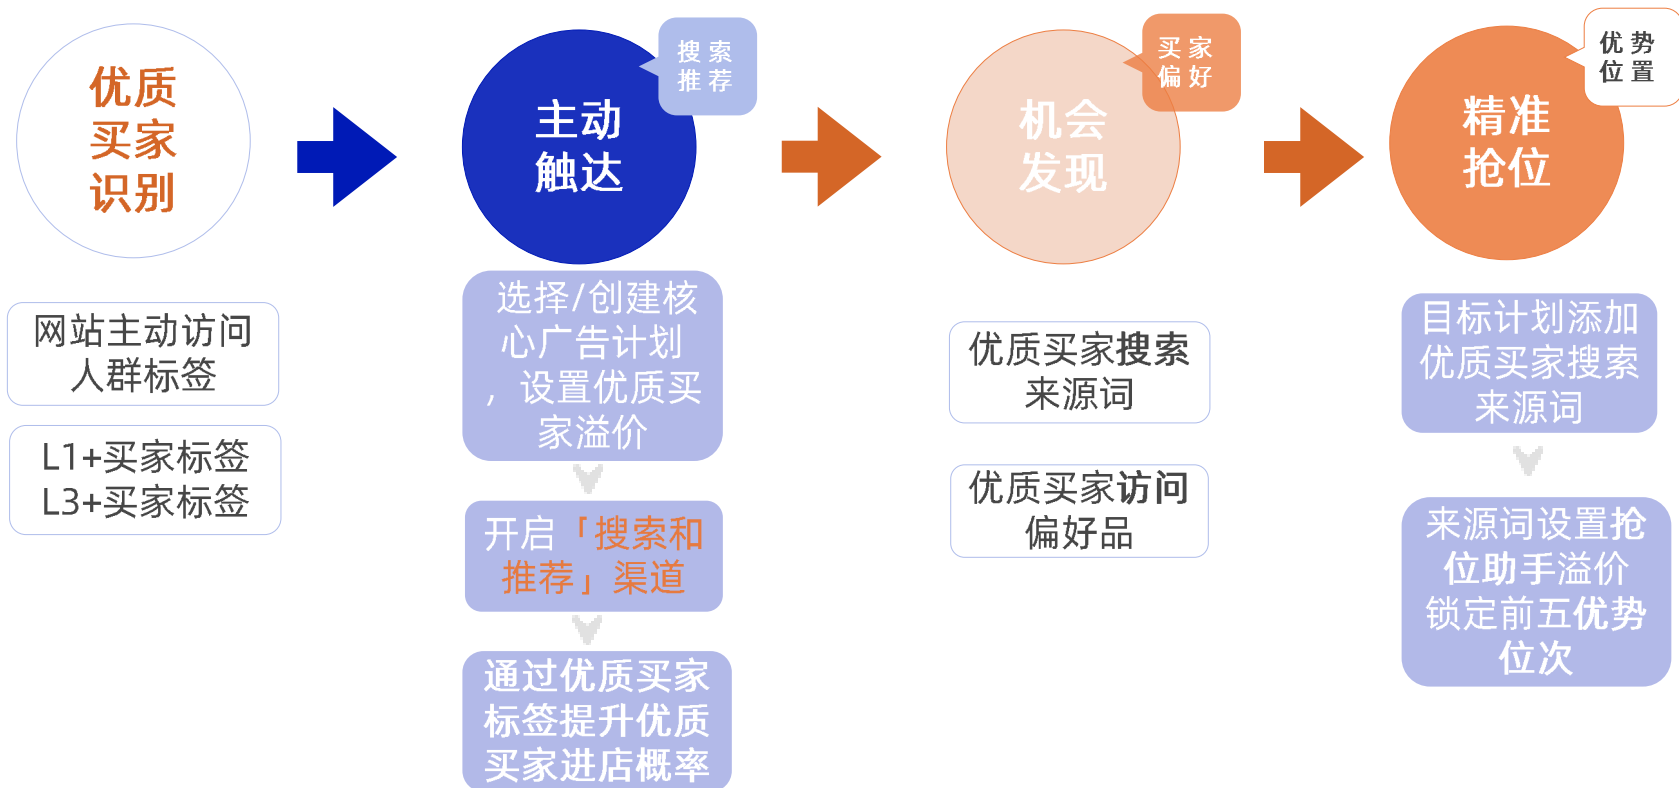 优质
买家
识别
网站主动访问
人群标签
L1+买家标签
L3+买家标签
搜索
推荐
主动
触达
选择/创建核
心广告计划
，设置优质买
家溢价
开启「搜索和
推荐」渠道
通过优质买家
标签提升优质
买家进店概率
买家
偏好
机会
发现
优质买家搜索
来源词
优质买家访问
偏好品
优势
位置
精准
抢位
目标计划添加
优质买家搜索
来源词
来源词设置抢
位助手溢价
锁定前五优势
位次